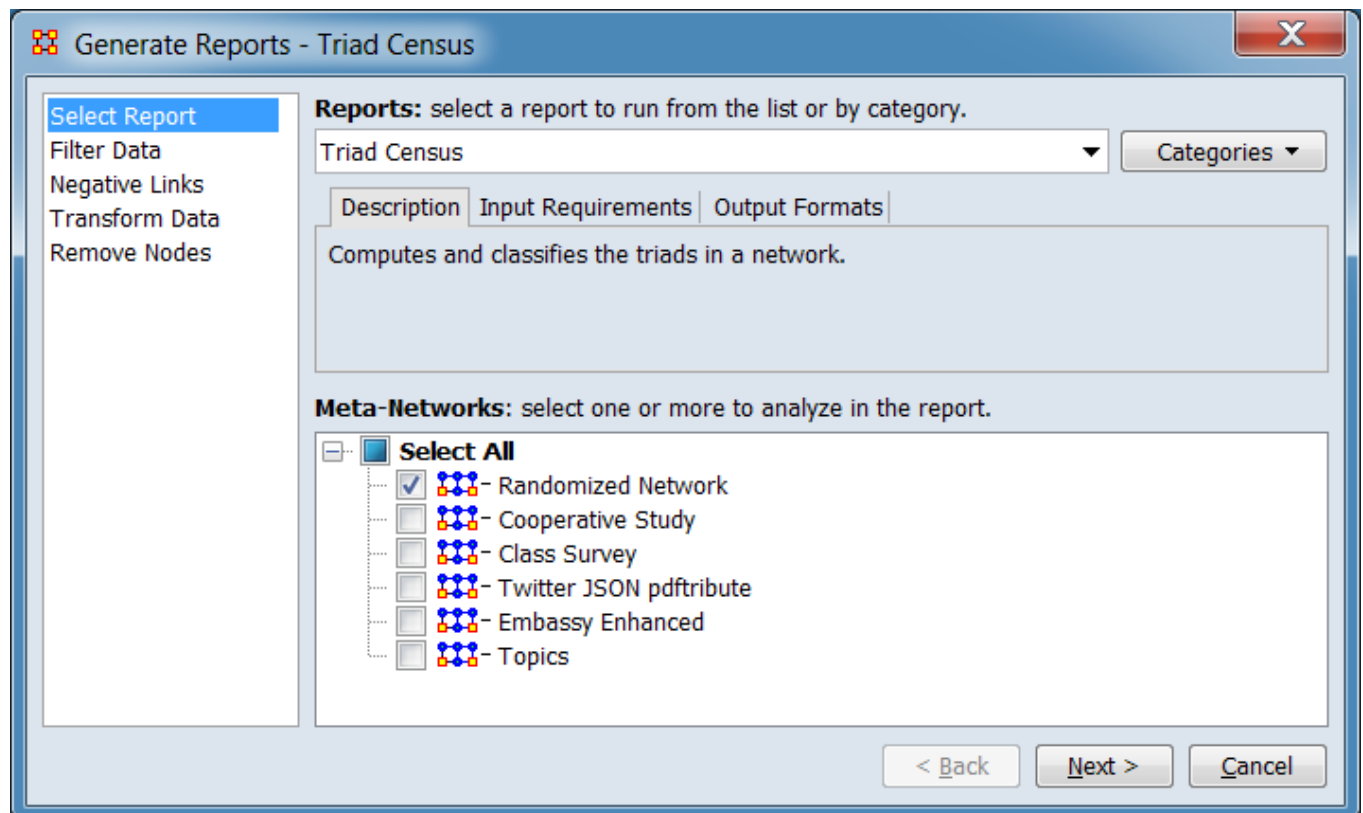 Generate Reports - Triad Census
Select Report
Filter Data
Negative Links
Transform Data
Remove Nodes
Reports: select a report to run from the list or by category.
Triad Census
Categories
Description Input Requirements Output Formats
Computes and classifies the triads in a network.
Meta-Networks: select one or more to analyze in the report.
Select All
- Randomized Network
- Cooperative Study
- Class Survey
- Twitter JSON pdftribute
- Embassy Enhanced
- Topics
< Back Next > Cancel